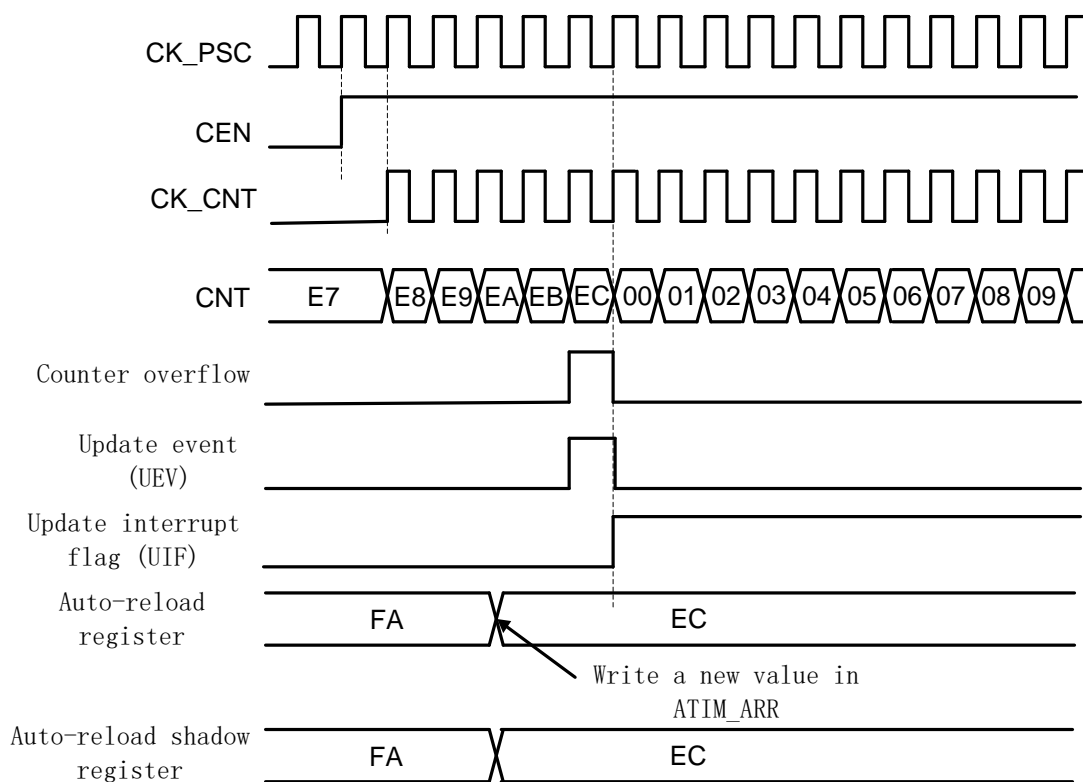 CK_PSC
CEN
CK_CNT
CNT E7 E8 E9 EA EB EC 00 01 02 03 04 05 06 07 08 09
Counter overflow
Update event
(UEV)
Update interrupt
flag (UIF)
Auto-reload
register
FA EC
Write a new value in
ATIM_ARR
Auto-reload shadow
register
FA EC